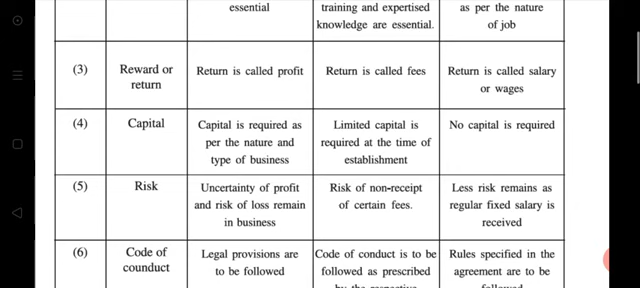 essential
training and expertised
knowledge are essential.
as per the nature
of job
(3)
Reward or
return
Return is called profit
Return is called fees
Return is called salary
or wages
(4)
Capital
Capital is required as
per the nature and
type of business
Limited capital is
required at the time of
establishment
No capital is required
(5)
Risk
Uncertainty of profit
and risk of loss remain
in business
Risk of non-receipt
of certain fees.
Less risk remains as
regular fixed salary is
received
(6)
Code of
counduct
Legal provisions are
to be followed
Code of conduct is to be
followed as prescribed
by the respective
Rules specified in the
agreement are to be
followed